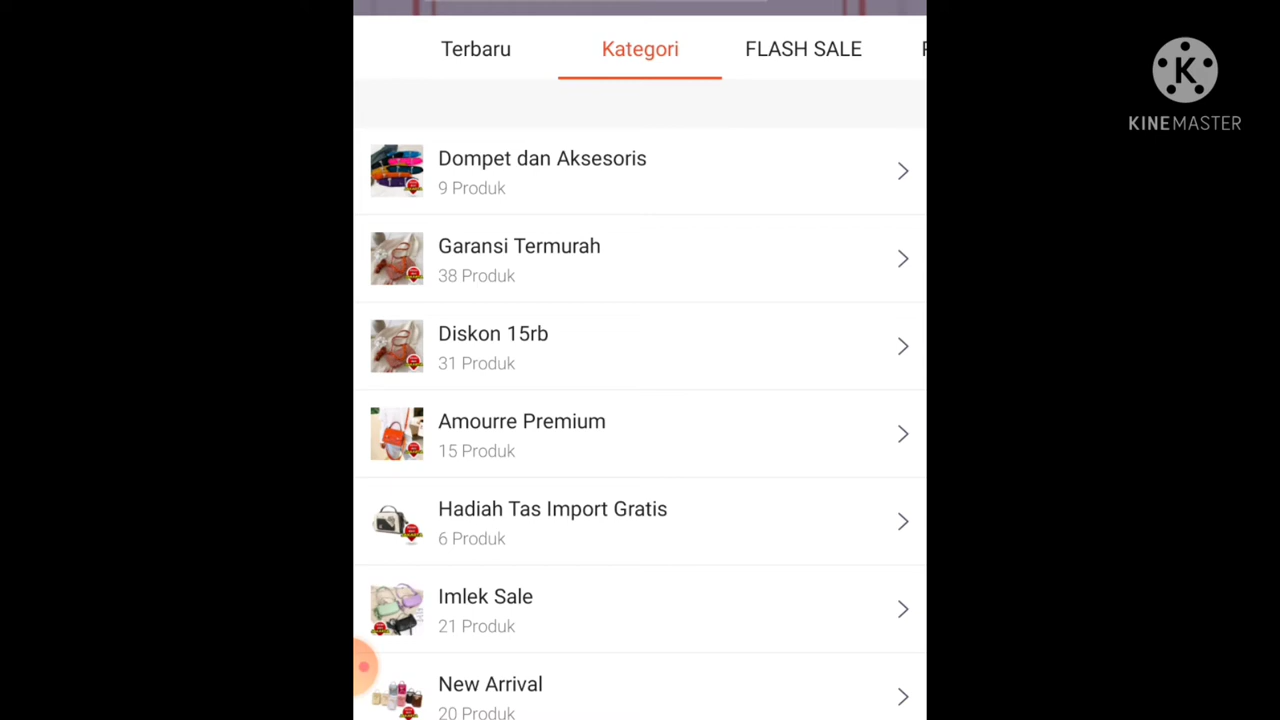 Terbaru
Kategori
FLASH SALE
KINEMASTER
Dompet dan Aksesoris
9 Produk
Garansi Termurah
38 Produk
Diskon 15rb
31 Produk
Amourre Premium
15 Produk
Hadiah Tas Import Gratis
6 Produk
Imlek Sale
21 Produk
New Arrival
20 Produk